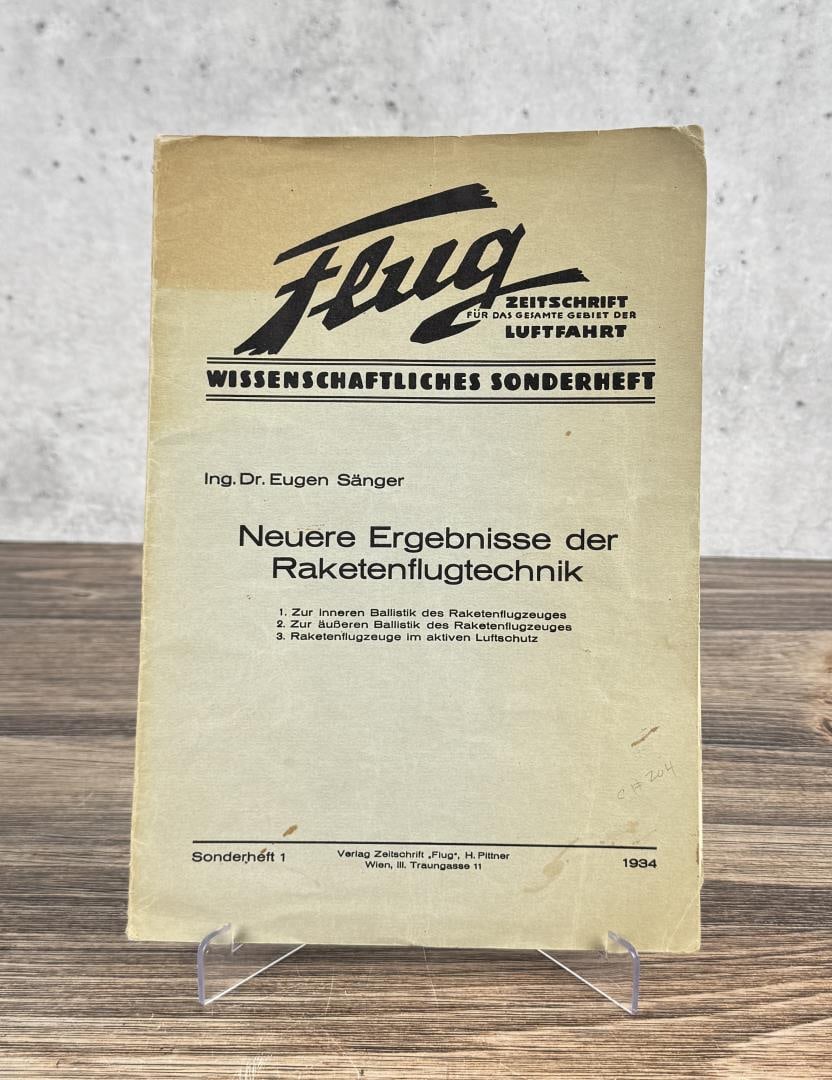 Flug
ZEITSCHRIFT
FÜR DAS GESAMTE GEBIET DER
LUFTFAHRT
WISSENSCHAFTLICHES SONDERHEFT
Ing. Dr. Eugen Sänger
Neuere Ergebnisse der
Raketenflugtechnik
1. Zur inneren Ballistik des Raketenflugzeuges
2. Zur äußeren Ballistik des Raketenflugzeuges
3. Raketenflugzeuge im aktiven Luftschutz
Sonderheft 1
Verlag Zeitschrift „Flug“, H. Pittner
Wien, III. Traungasse 11
1934